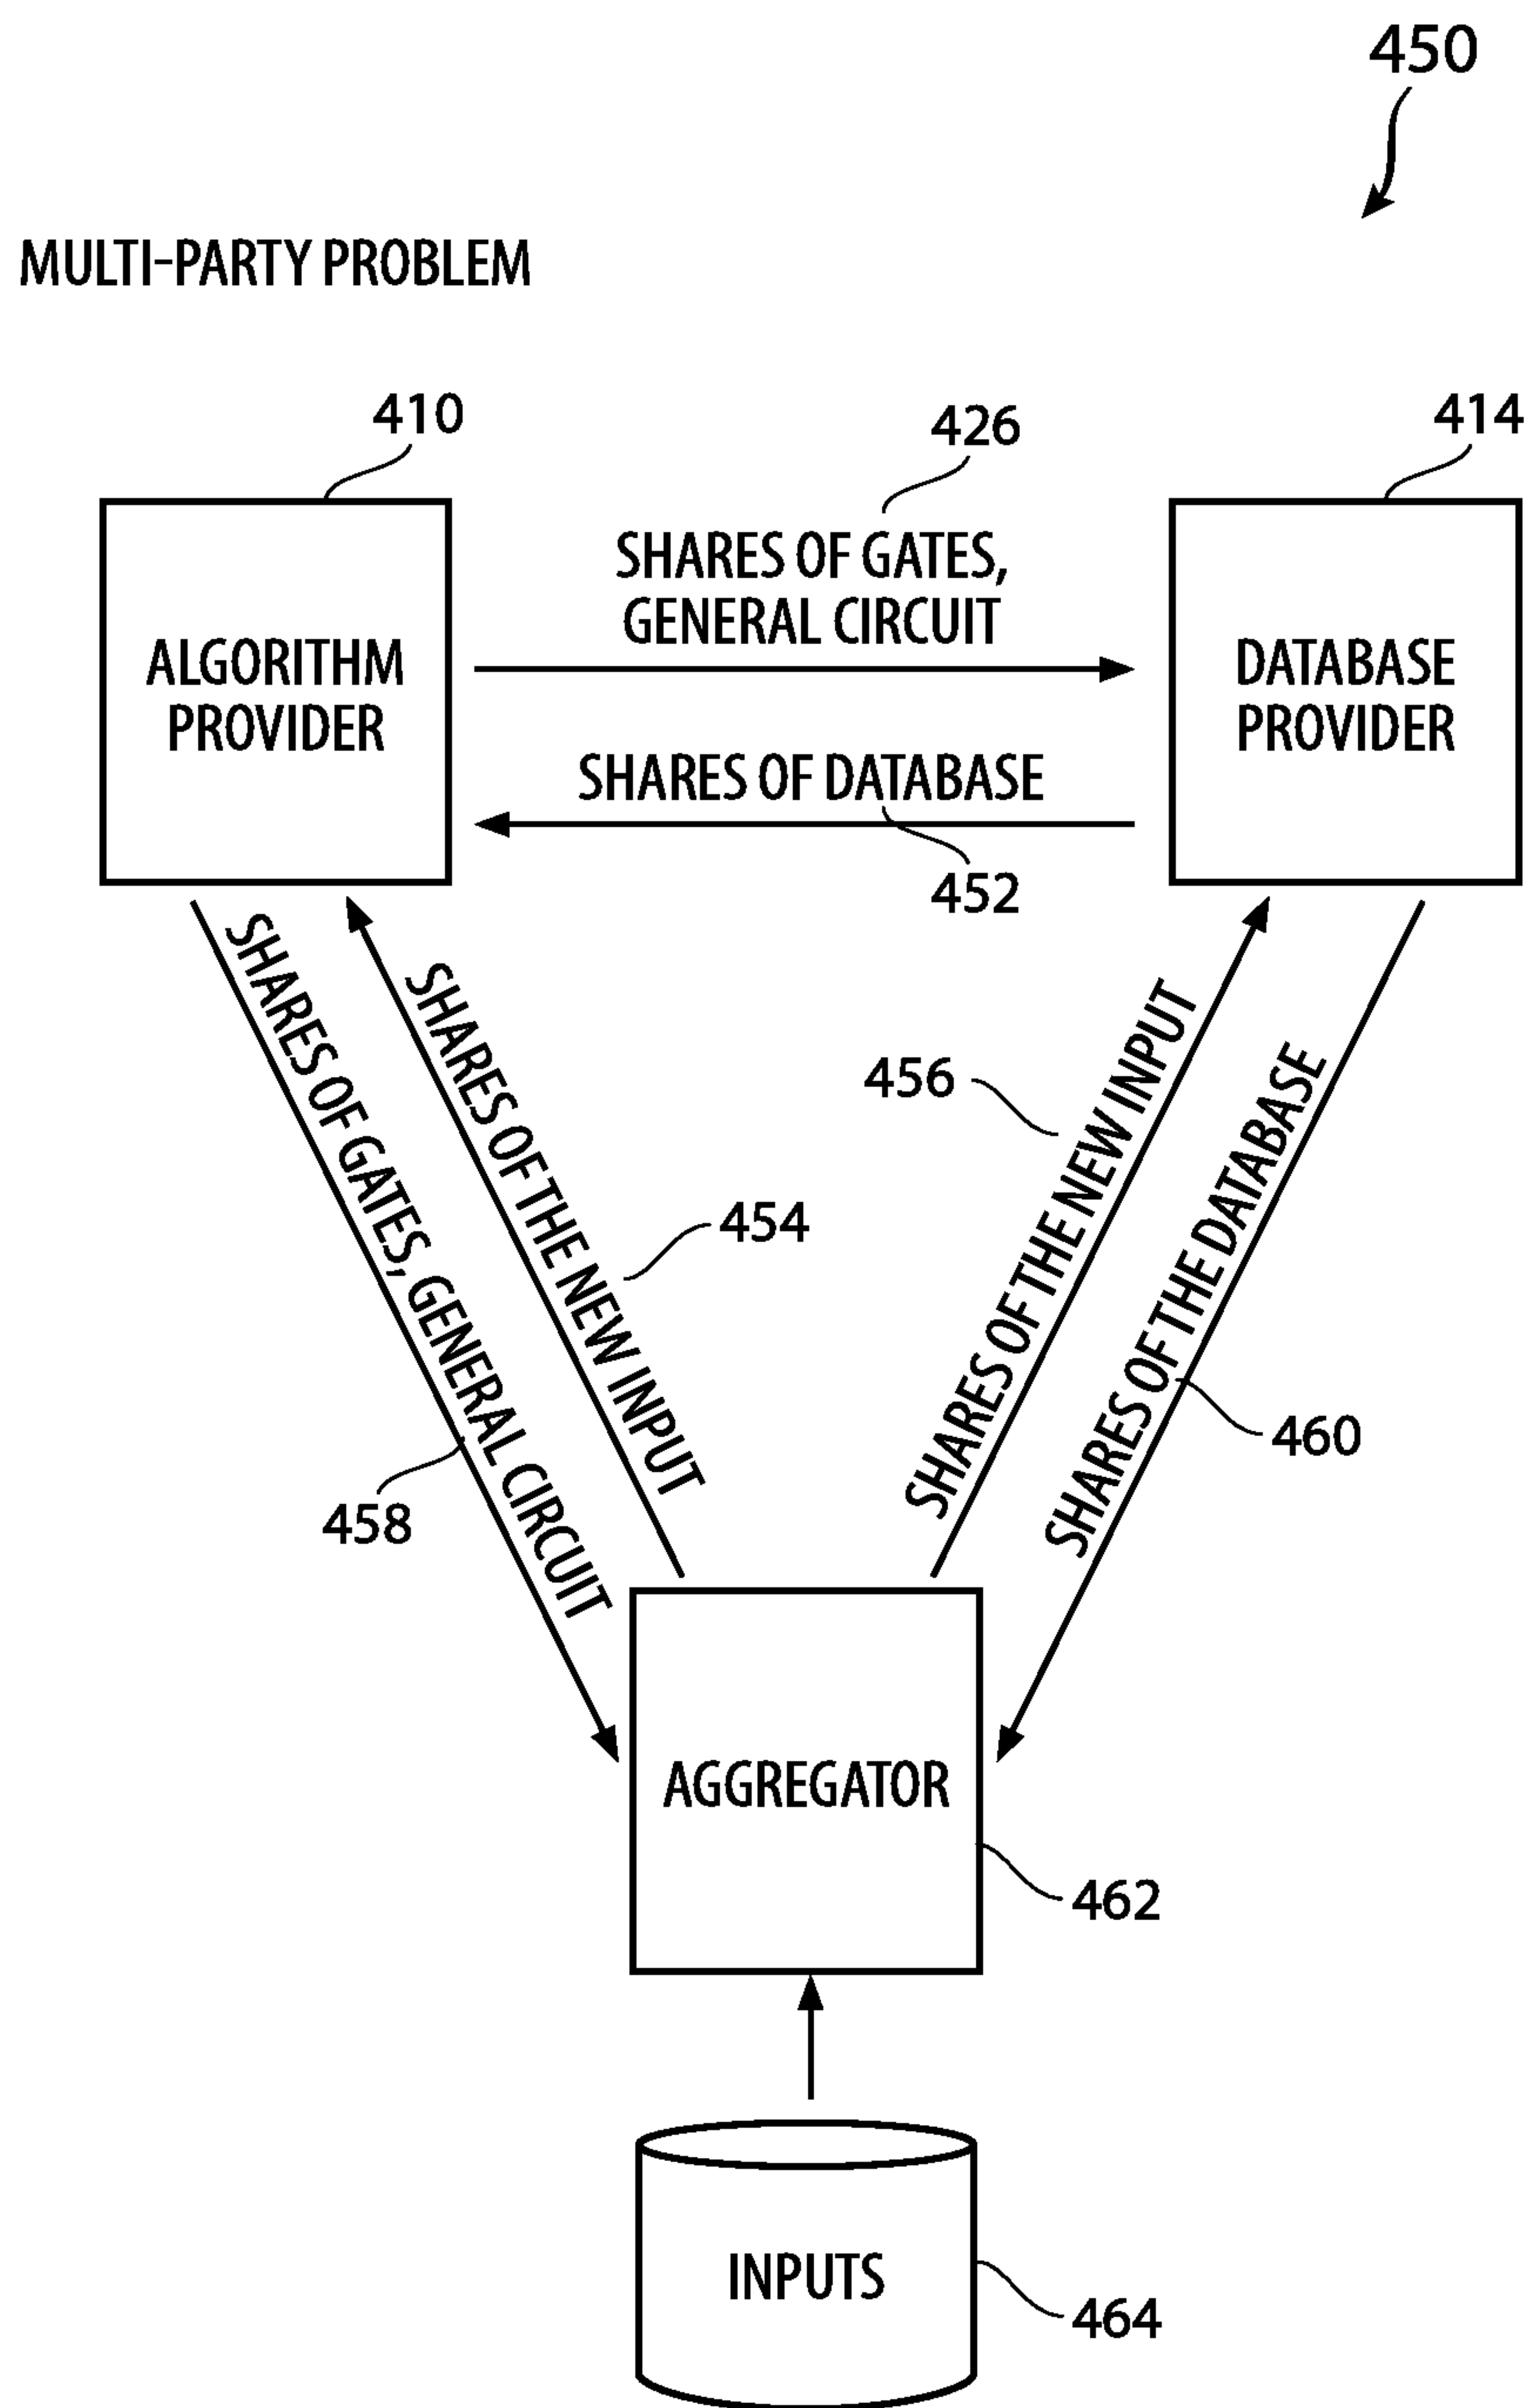 450
MULTI-PARTY PROBLEM
410
426
414
SHARES OF GATES,
GENERAL CIRCUIT
ALGORITHM
PROVIDER
DATABASE
PROVIDER
SHARES OF DATABASE
452
SHARES OF GATES, GENERAL CIRCUIT
SHARES OF THE NEW INPUT
SHARES OF THE NEW INPUT
SHARES OF THE DATABASE
456
454
460
458
AGGREGATOR
462
INPUTS
464